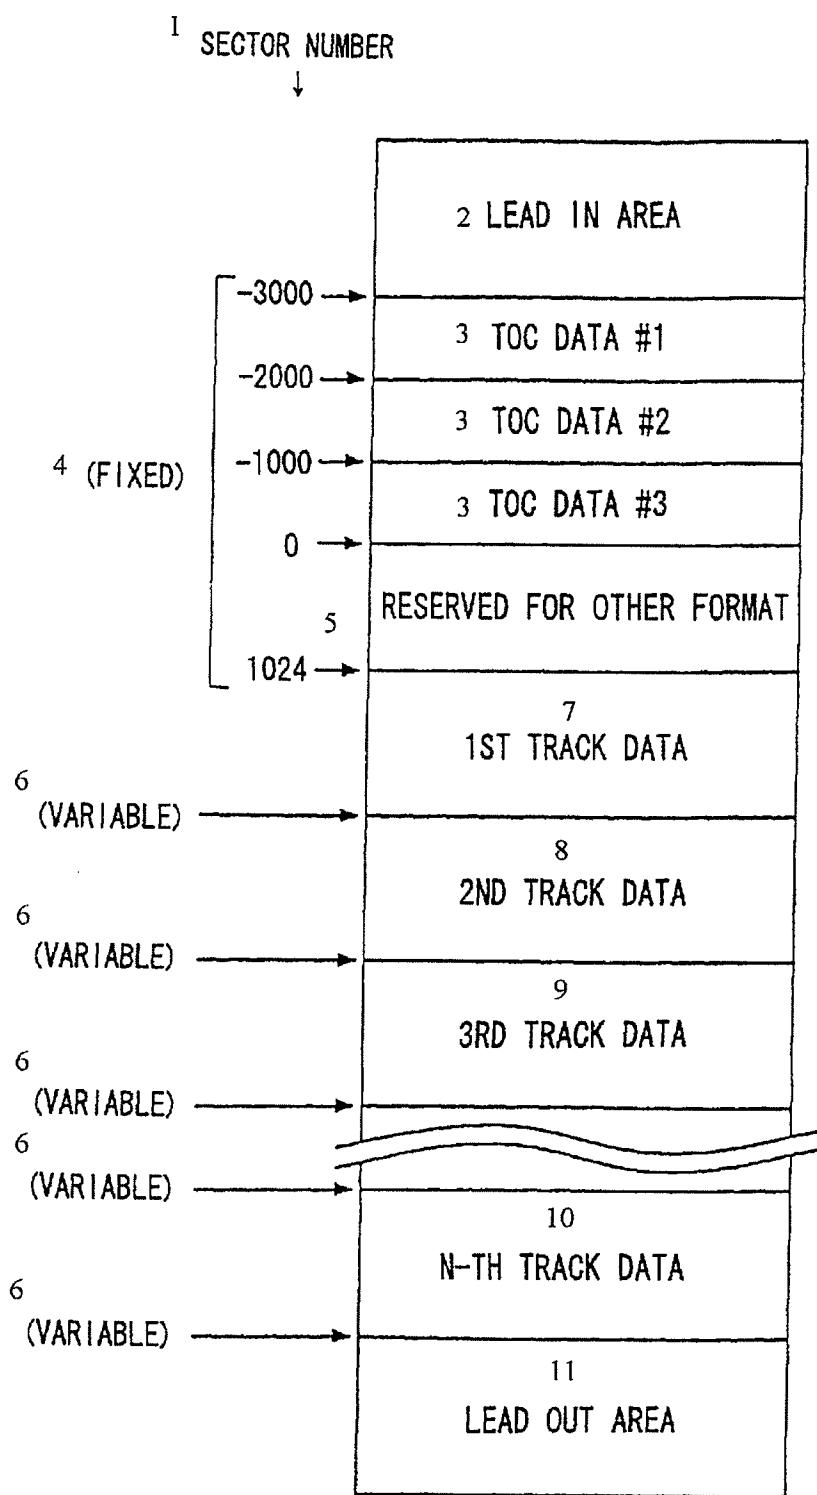 1 SECTOR NUMBER
↓
2 LEAD IN AREA
-3000
3 TOC DATA #1
-2000
3 TOC DATA #2
4 (FIXED)
-1000
3 TOC DATA #3
0
RESERVED FOR OTHER FORMAT
5
1024
7
1ST TRACK DATA
6
(VARIABLE)
8
2ND TRACK DATA
6
(VARIABLE)
9
3RD TRACK DATA
6
(VARIABLE)
6
(VARIABLE)
10
N-TH TRACK DATA
6
(VARIABLE)
11
LEAD OUT AREA